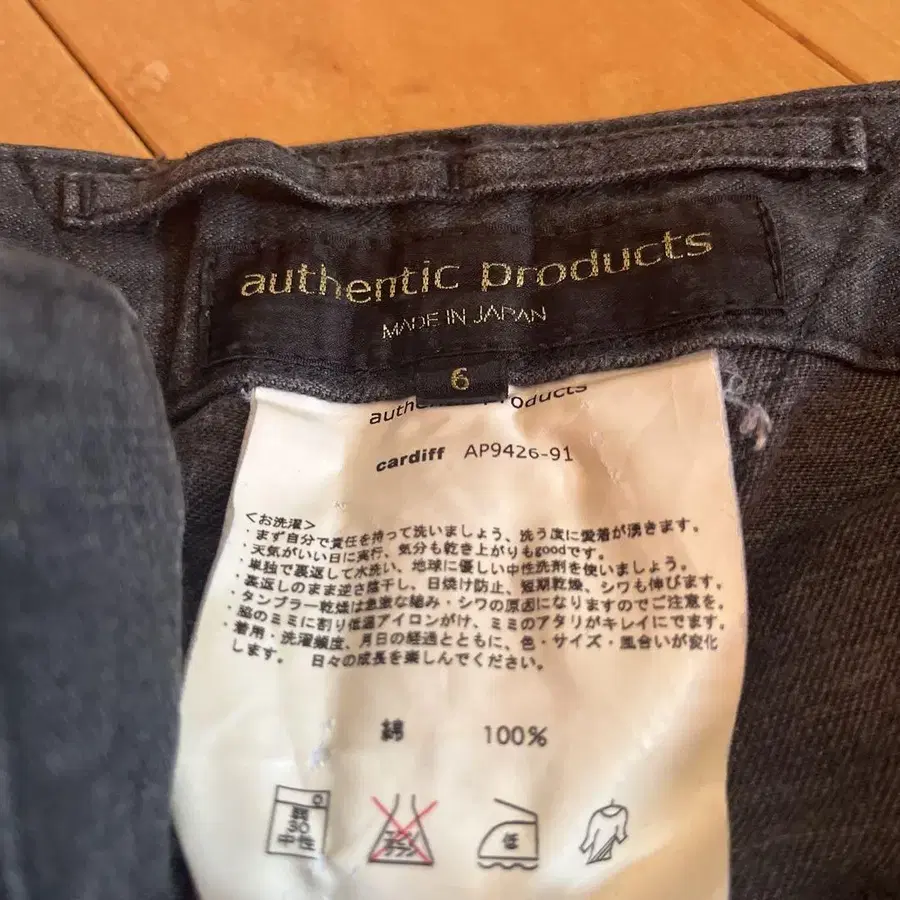 authentic products
MADE IN JAPAN
6
authentic products
cardiff AP9426-91
<お洗濯>
・まず自分で責任を持って洗いましょう、洗う度に愛着が湧きます。
・天気がいい日に実行、気分も乾き上がりもgoodです。
・単独で裏返して水洗い、地球に優しい中性洗剤を使いましょう。
・裏返しのまま逆さ陰干し、日焼け防止、短期乾燥、シワも伸びます。
・タンブラー乾燥は急激な縮み・シワの原因になりますのでご注意を。
・脇のミミに割り低温アイロンがけ、ミミのアタリがキレイにでます。
・着用・洗濯頻度、月日の経過とともに、色・サイズ・風合いが変化
します。 日々の成長を楽しんでください。
綿 100%
弱
30
中性
エンソ
サラシ
低